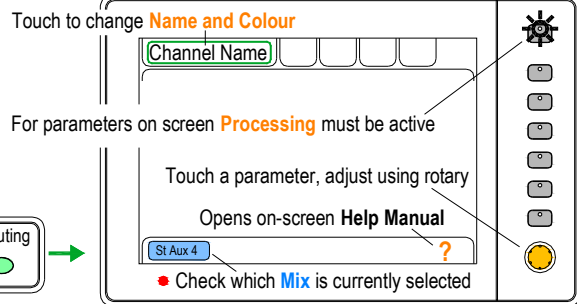 Touch to change Name and Colour
Channel Name
For parameters on screen Processing must be active
Touch a parameter, adjust using rotary
Opens on-screen Help Manual
uting
St Aux 4
?
Check which Mix is currently selected